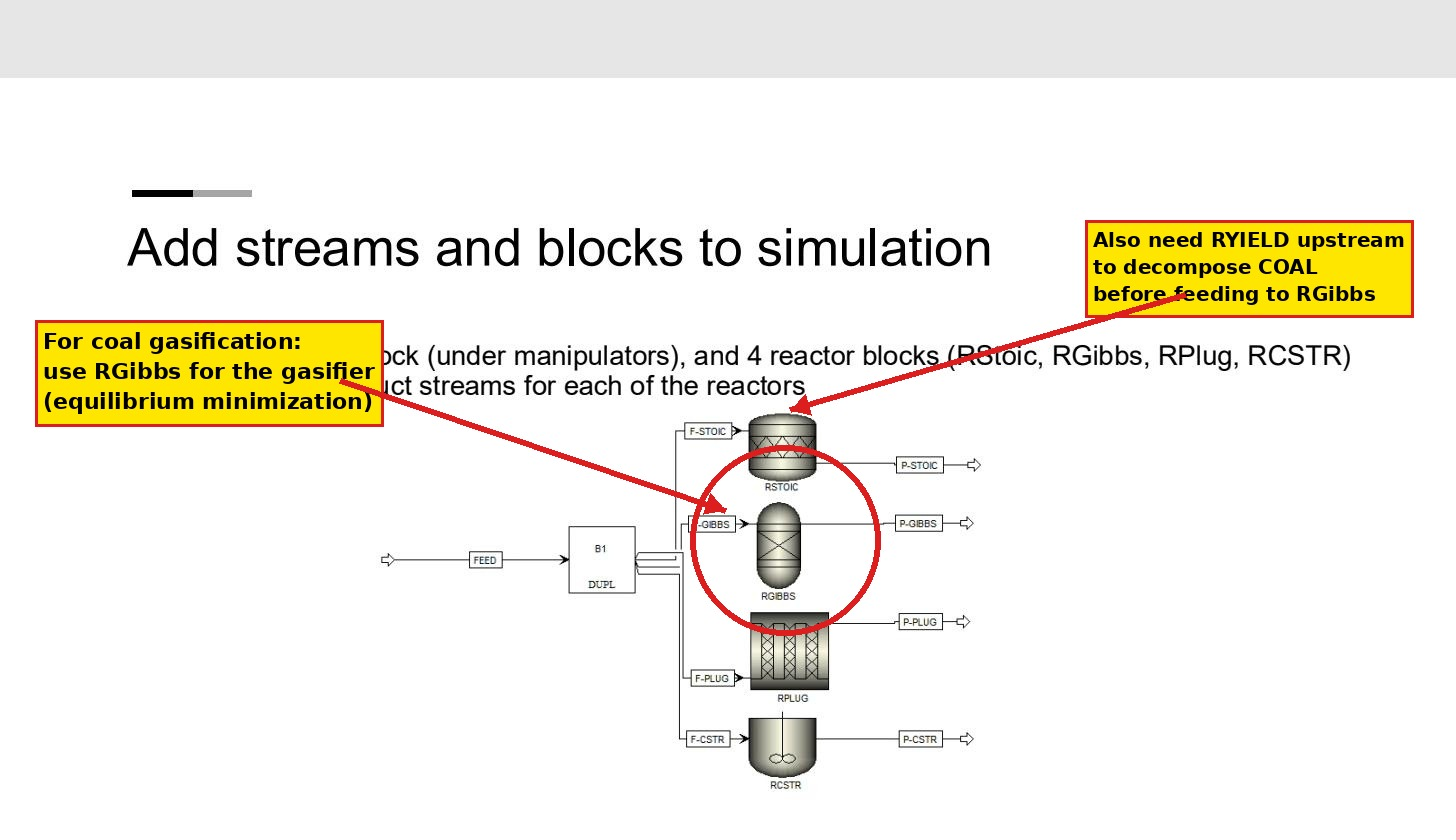 Add streams and blocks to simulation
Also need RYIELD upstream
to decompose COAL
before feeding to RGibbs
For coal gasification:
use RGibbs for the gasifier
(equilibrium minimization)
ock (under manipulators), and 4 reactor blocks (RStoic, RGibbs, RPlug, RCSTR)
uct streams for each of the reactors
F-STOIC
P-STOIC
RSTOIC
-GIBBS
P-GIBBS
B1
FEED
DUPL
RGIBBS
P-PLUG
F-PLUG
RPLUG
F-CSTR
P-CSTR
RCSTR